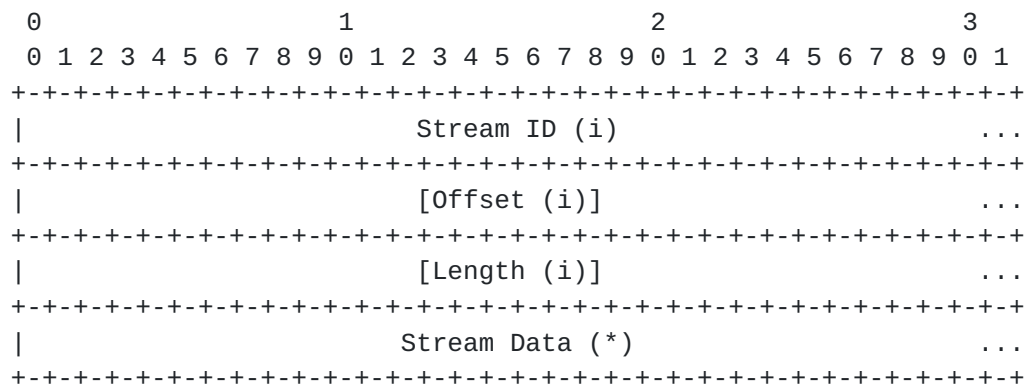 0                   1                   2                   3
 0 1 2 3 4 5 6 7 8 9 0 1 2 3 4 5 6 7 8 9 0 1 2 3 4 5 6 7 8 9 0 1
+-+-+-+-+-+-+-+-+-+-+-+-+-+-+-+-+-+-+-+-+-+-+-+-+-+-+-+-+-+-+-+-+
|                         Stream ID (i)                       ...
+-+-+-+-+-+-+-+-+-+-+-+-+-+-+-+-+-+-+-+-+-+-+-+-+-+-+-+-+-+-+-+-+
|                         [Offset (i)]                        ...
+-+-+-+-+-+-+-+-+-+-+-+-+-+-+-+-+-+-+-+-+-+-+-+-+-+-+-+-+-+-+-+-+
|                         [Length (i)]                        ...
+-+-+-+-+-+-+-+-+-+-+-+-+-+-+-+-+-+-+-+-+-+-+-+-+-+-+-+-+-+-+-+-+
|                        Stream Data (*)                      ...
+-+-+-+-+-+-+-+-+-+-+-+-+-+-+-+-+-+-+-+-+-+-+-+-+-+-+-+-+-+-+-+-+